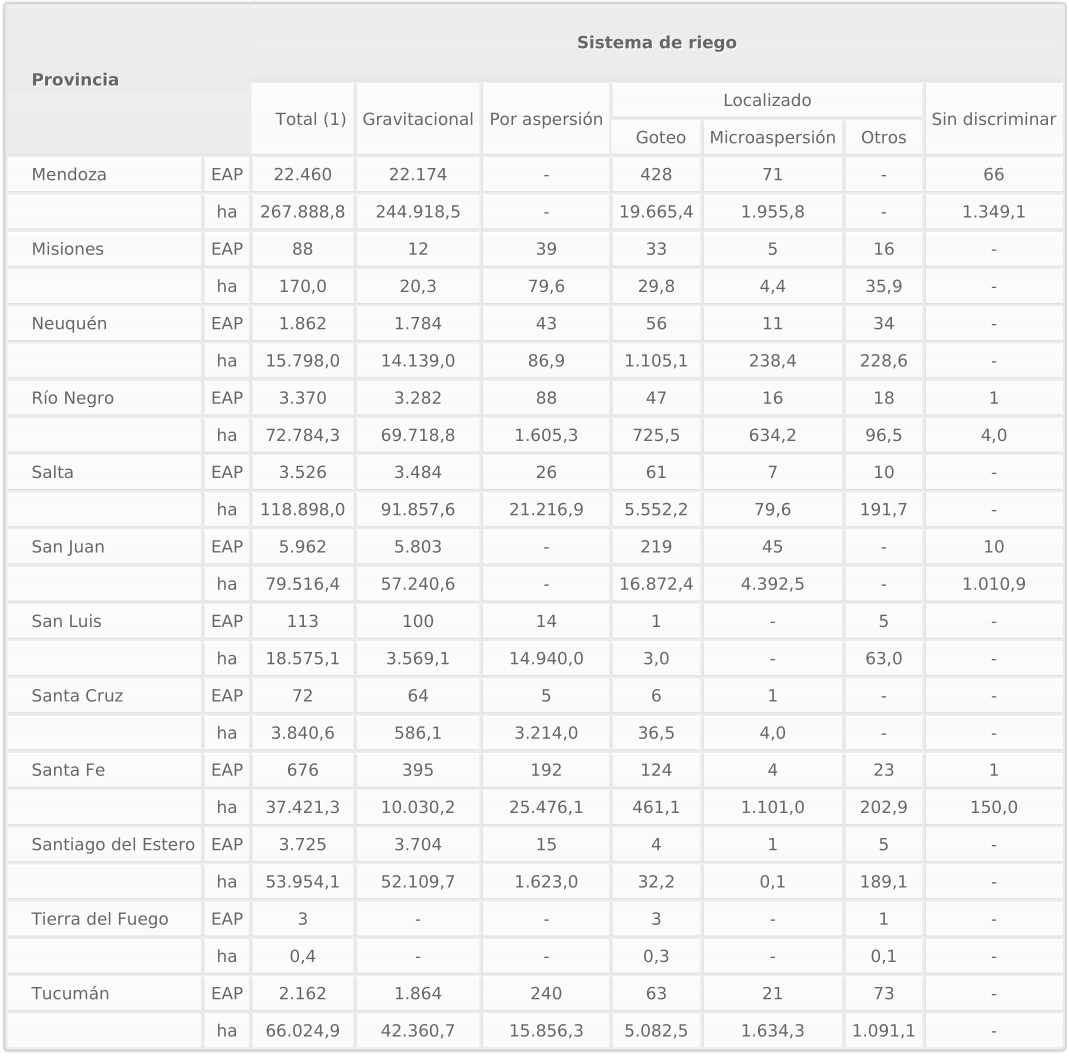 Provincia Sistema de riego
Total (1) Gravitacional Por aspersión Localizado Sin discriminar
Goteo Microaspersión Otros
Mendoza EAP 22.460 22.174 - 428 71 - 66
ha 267.888,8 244.918,5 - 19.665,4 1.955,8 - 1.349,1
Misiones EAP 88 12 39 33 5 16 -
ha 170,0 20,3 79,6 29,8 4,4 35,9 -
Neuquén EAP 1.862 1.784 43 56 11 34 -
ha 15.798,0 14.139,0 86,9 1.105,1 238,4 228,6 -
Río Negro EAP 3.370 3.282 88 47 16 18 1
ha 72.784,3 69.718,8 1.605,3 725,5 634,2 96,5 4,0
Salta EAP 3.526 3.484 26 61 7 10 -
ha 118.898,0 91.857,6 21.216,9 5.552,2 79,6 191,7 -
San Juan EAP 5.962 5.803 - 219 45 - 10
ha 79.516,4 57.240,6 - 16.872,4 4.392,5 - 1.010,9
San Luis EAP 113 100 14 1 - 5 -
ha 18.575,1 3.569,1 14.940,0 3,0 - 63,0 -
Santa Cruz EAP 72 64 5 6 1 - -
ha 3.840,6 586,1 3.214,0 36,5 4,0 - -
Santa Fe EAP 676 395 192 124 4 23 1
ha 37.421,3 10.030,2 25.476,1 461,1 1.101,0 202,9 150,0
Santiago del Estero EAP 3.725 3.704 15 4 1 5 -
ha 53.954,1 52.109,7 1.623,0 32,2 0,1 189,1 -
Tierra del Fuego EAP 3 - - 3 - 1 -
ha 0,4 - - 0,3 - 0,1 -
Tucumán EAP 2.162 1.864 240 63 21 73 -
ha 66.024,9 42.360,7 15.856,3 5.082,5 1.634,3 1.091,1 -